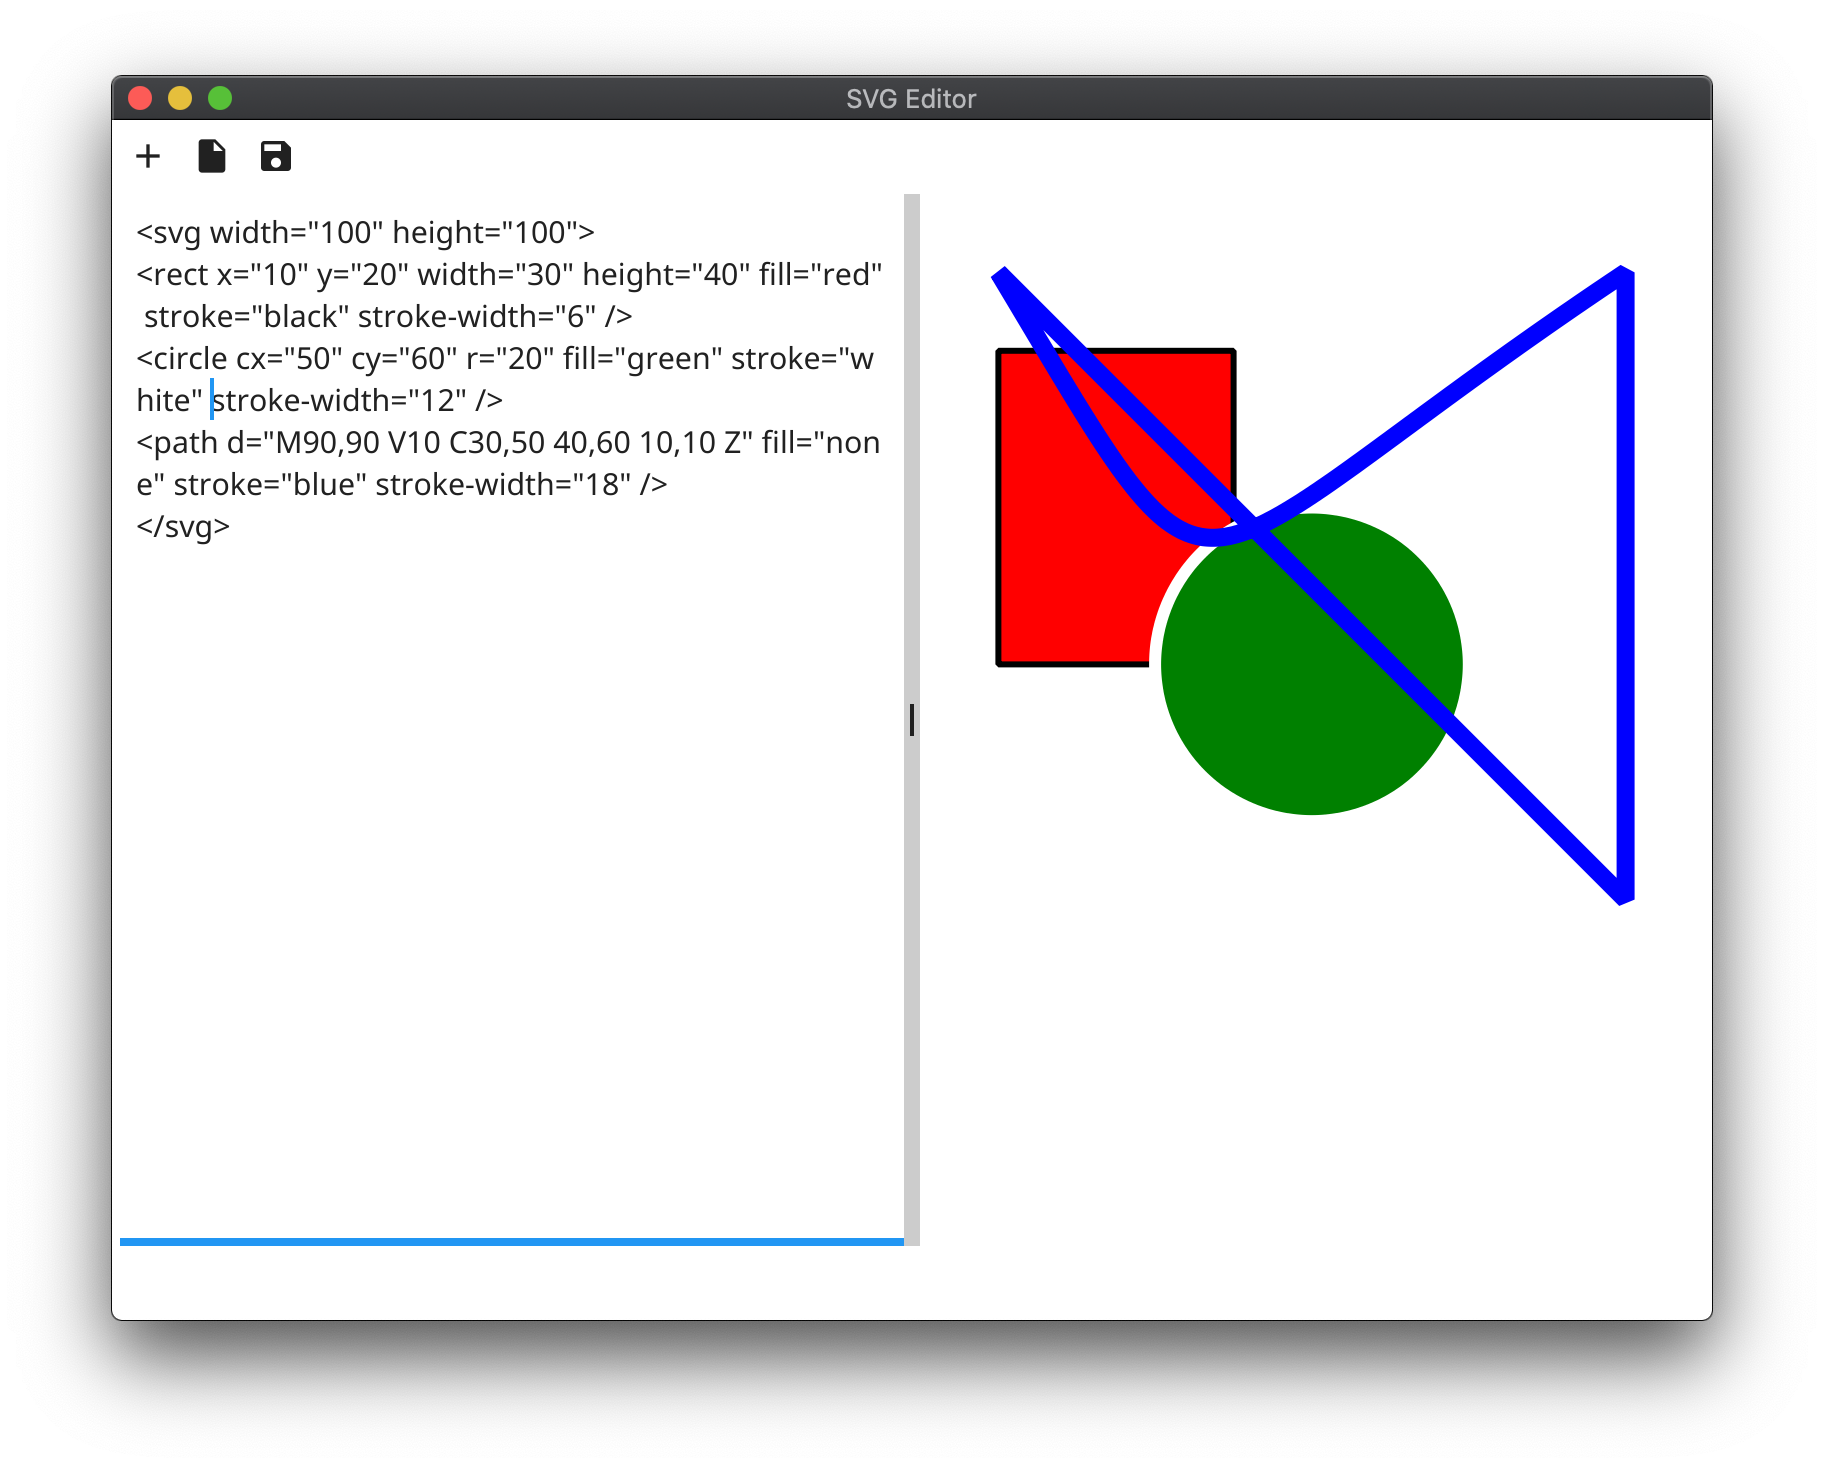 SVG Editor
<svg width="100" height="100">
<rect x="10" y="20" width="30" height="40" fill="red"
 stroke="black" stroke-width="6" />
<circle cx="50" cy="60" r="20" fill="green" stroke="w
hite" stroke-width="12" />
<path d="M90,90 V10 C30,50 40,60 10,10 Z" fill="non
e" stroke="blue" stroke-width="18" />
</svg>